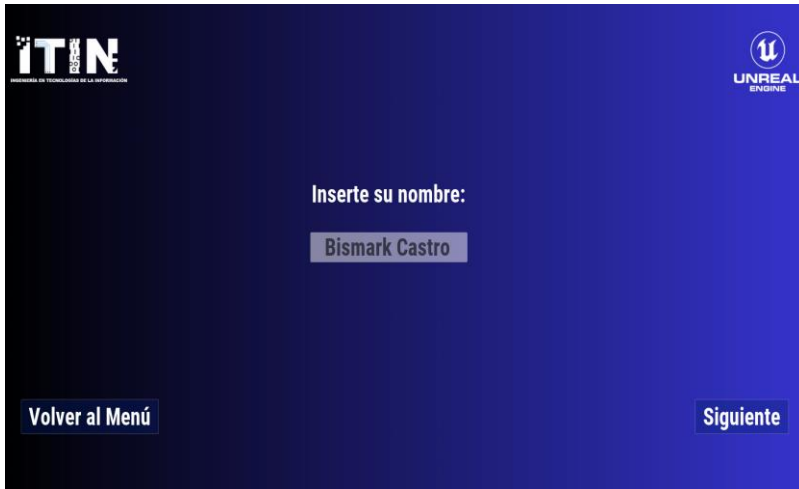 iTIN
INGENIERÍA EN TECNOLOGÍAS DE LA INFORMACIÓN
UNREAL
ENGINE
Inserte su nombre:
Bismark Castro
Volver al Menú
Siguiente